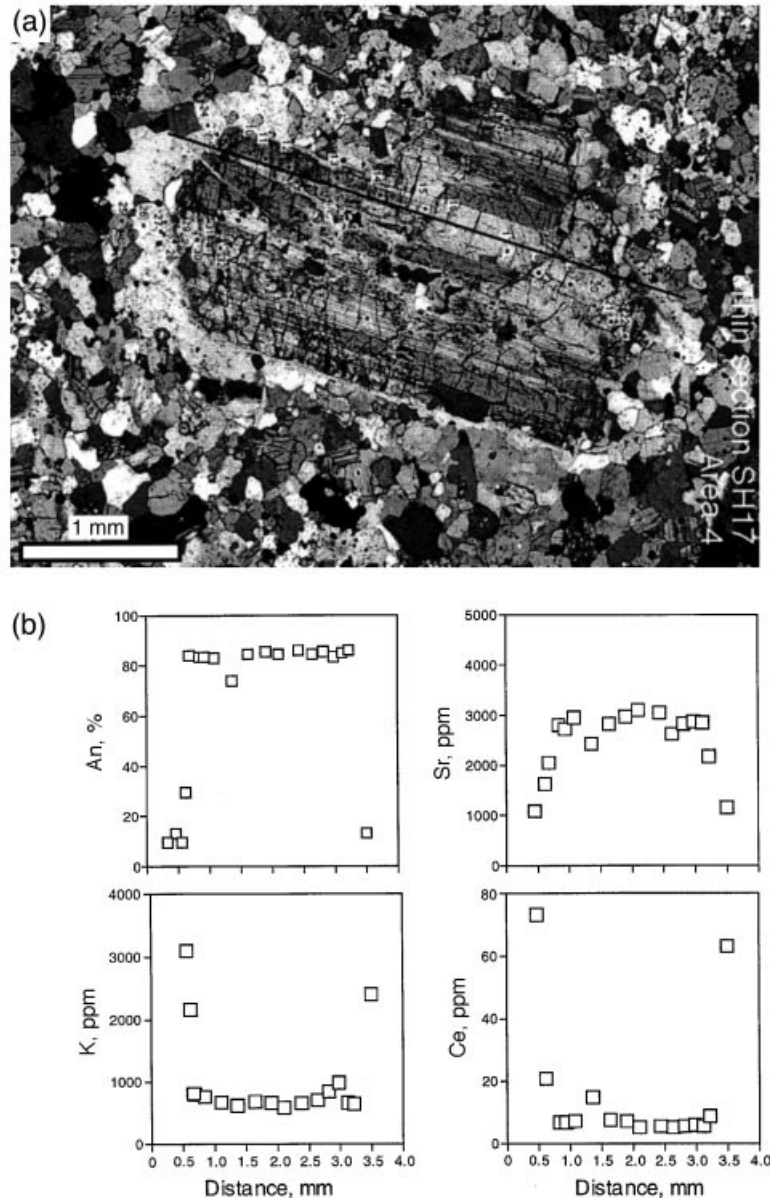 (a)
Thin section SH17
Area 4
1 mm
(b)
100
80
60
40
20
0
An, %
5000
4000
3000
2000
1000
0
Sr, ppm
4000
3000
2000
1000
0
K, ppm
0 0.5 1.0 1.5 2.0 2.5 3.0 3.5 4.0
Distance, mm
80
60
40
20
0
Ce, ppm
0 0.5 1.0 1.5 2.0 2.5 3.0 3.5 4.0
Distance, mm